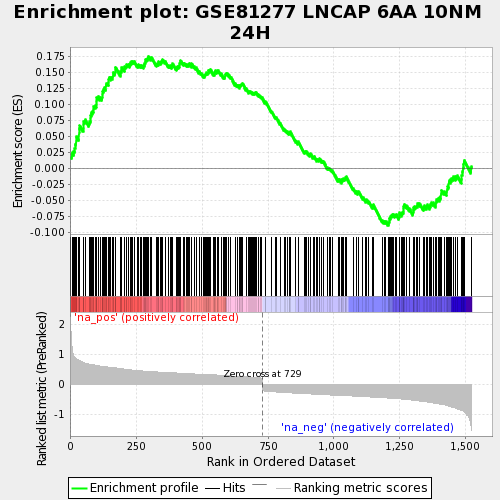 Enrichment plot: GSE81277 LNCAP 6AA 10NM
24H
Enrichment score (ES)
0.175
0.150
0.125
0.100
0.075
0.050
0.025
0.000
-0.025
-0.050
-0.075
-0.100
'na_pos' (positively correlated)
Ranked list metric (PreRanked)
2
1
0
-1
Zero cross at 729
'na_neg' (negatively correlated)
0
250
500
750
1,000
1,250
1,500
Rank in Ordered Dataset
Enrichment profile
Hits
Ranking metric scores